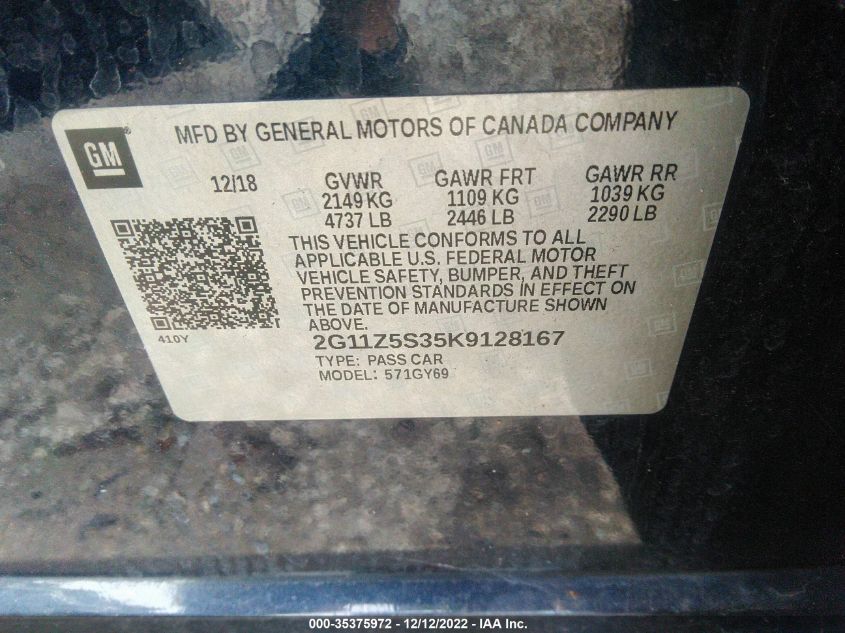 GM
MFD BY GENERAL MOTORS OF CANADA COMPANY
12/18 GVWR GAWR FRT GAWR RR
2149 KG 1109 KG 1039 KG
4737 LB 2446 LB 2290 LB
THIS VEHICLE CONFORMS TO ALL
APPLICABLE U.S. FEDERAL MOTOR
VEHICLE SAFETY, BUMPER, AND THEFT
PREVENTION STANDARDS IN EFFECT ON
THE DATE OF MANUFACTURE SHOWN
ABOVE.
410Y
2G11Z5S35K9128167
TYPE: PASS CAR
MODEL: 571GY69
000-35375972 - 12/12/2022 - IAA Inc.